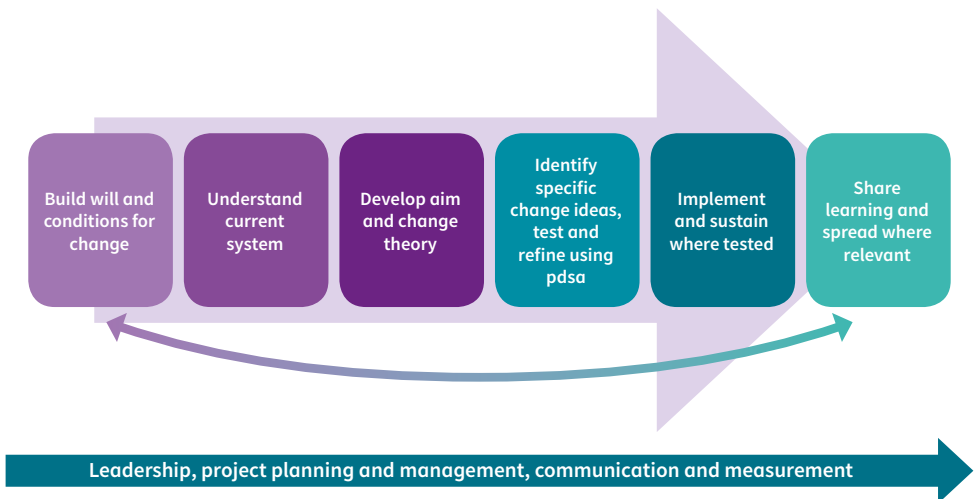 Build will and
conditions for
change
Understand
current
system
Develop aim
and change
theory
Identify
specific
change ideas,
test and
refine using
pdsa
Implement
and sustain
where tested
Share
learning and
spread where
relevant
Leadership, project planning and management, communication and measurement